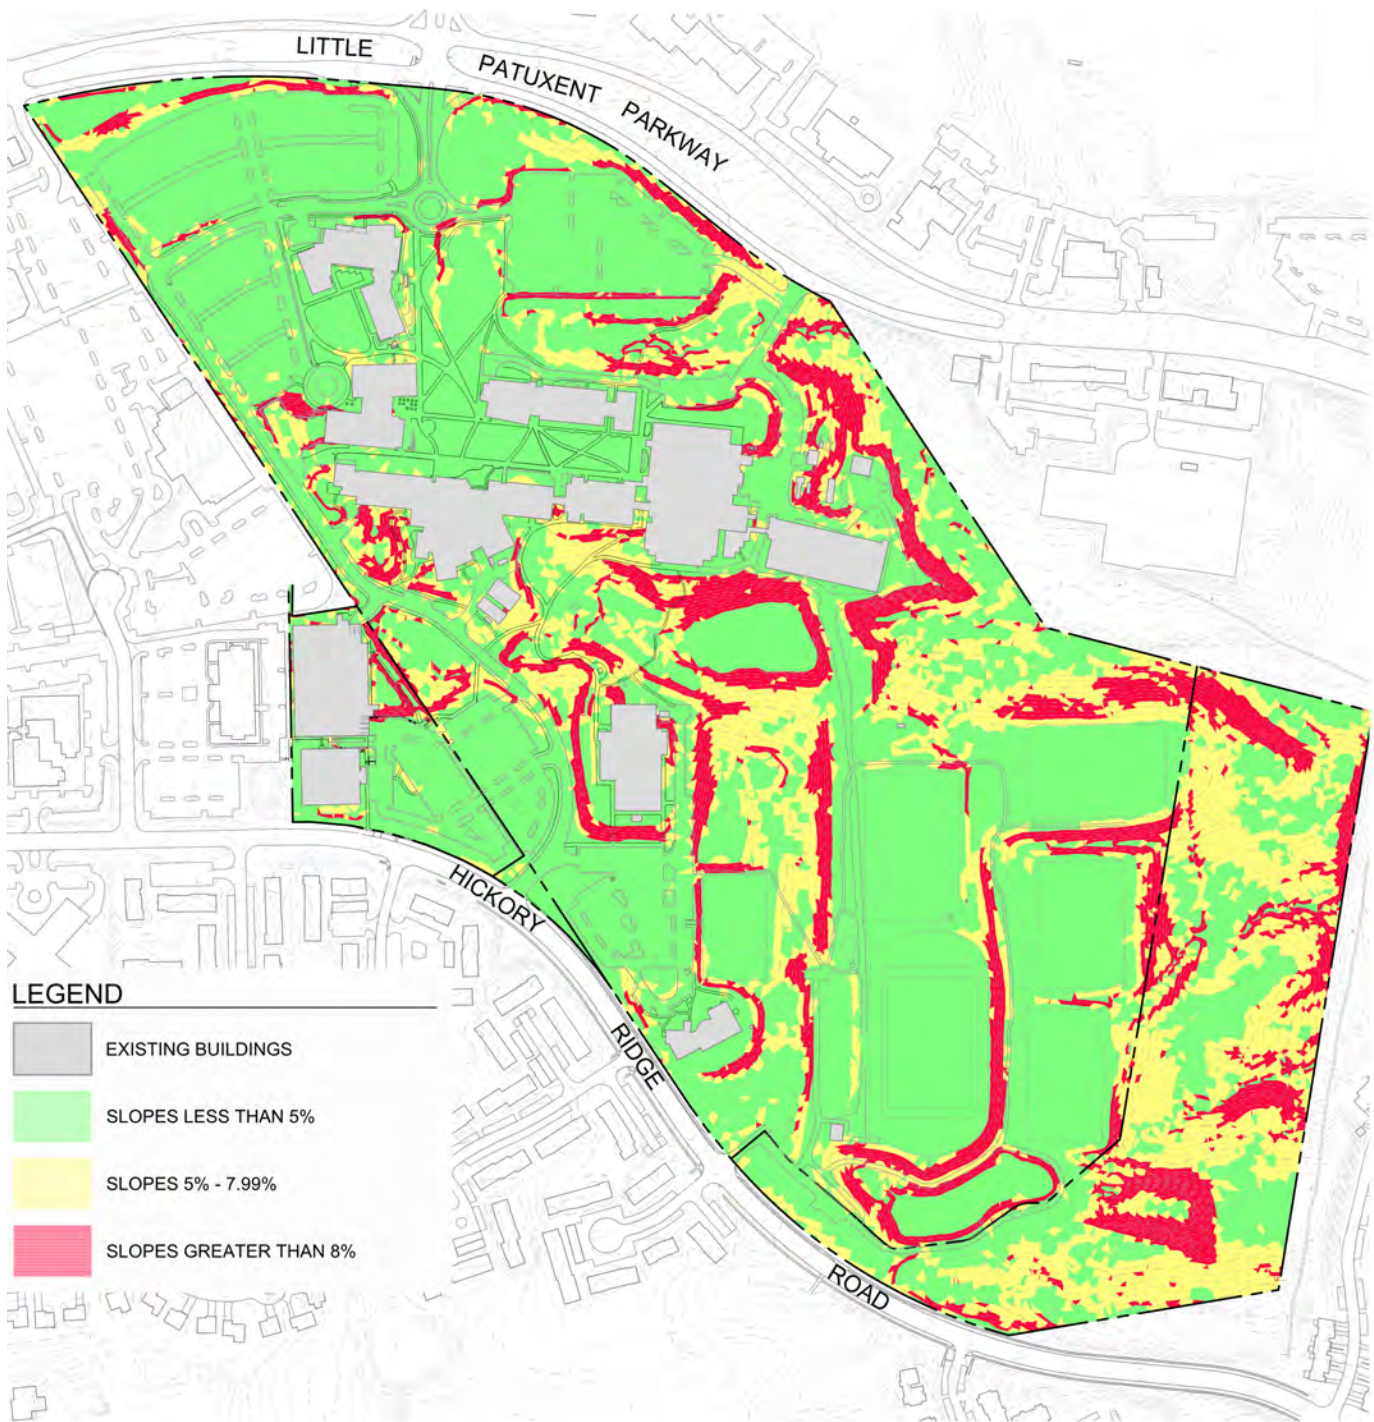 LITTLE
PATUXENT PARKWAY
HICKORY
RIDGE
ROAD
LEGEND
EXISTING BUILDINGS
SLOPES LESS THAN 5%
SLOPES 5% - 7.99%
SLOPES GREATER THAN 8%